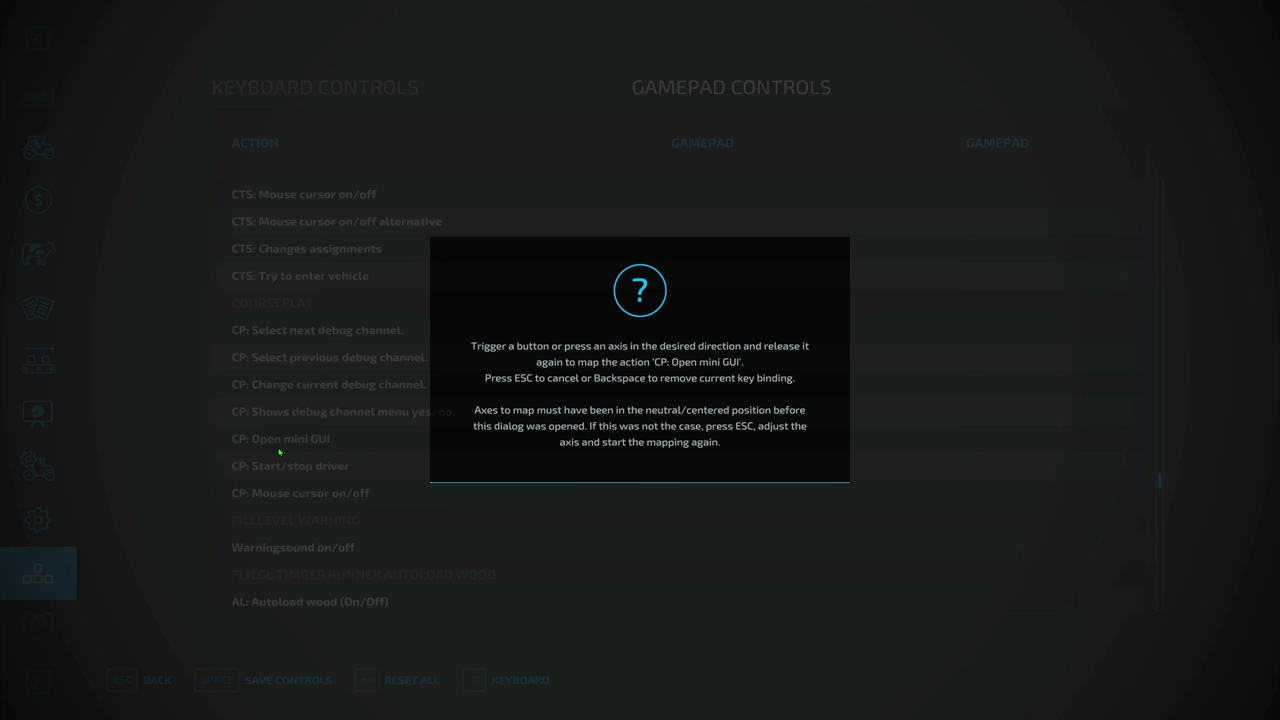 KEYBOARD CONTROLS
GAMEPAD CONTROLS
ACTION
GAMEPAD
GAMEPAD
CTS: Mouse cursor on/off
CTS: Mouse cursor on/off alternative
CTS: Changes assignments
CTS: Try to enter vehicle
COURSEPLAY
CP: Select next debug channel.
CP: Select previous debug channel.
CP: Change current debug channel.
CP: Shows debug channel menu yes/no.
CP: Open mini GUI
CP: Start/stop driver
CP: Mouse cursor on/off
FILLLEVEL WARNING
Warningsound on/off
FLIEGL TIMBER RUNNER AUTOLOAD WOOD
AL: Autoload wood (On/Off)
?
Trigger a button or press an axis in the desired direction and release it
again to map the action 'CP: Open mini GUI'.
Press ESC to cancel or Backspace to remove current key binding.
Axes to map must have been in the neutral/centered position before
this dialog was opened. If this was not the case, press ESC, adjust the
axis and start the mapping again.
ESC BACK
SPACE SAVE CONTROLS
RESET ALL
KEYBOARD